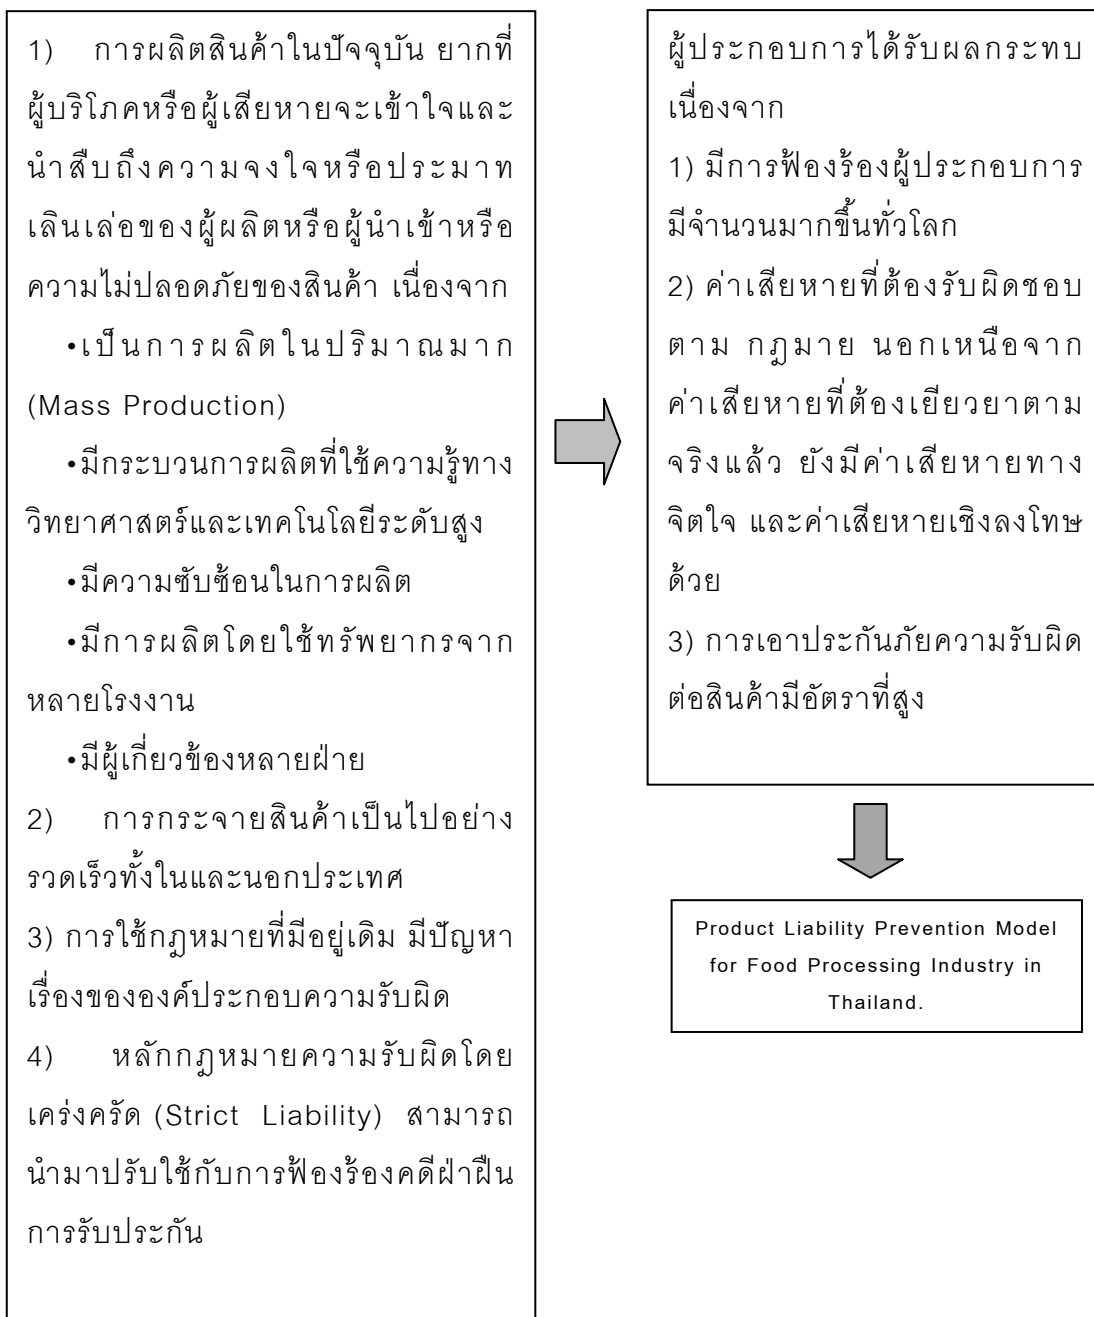 1) การผลิตสินค้าในปัจจุบัน ยากที่
ผู้บริโภคหรือผู้เสียหายจะเข้าใจและ
นำสืบถึงความจงใจหรือประมาท
เลินเล่อของผู้ผลิตหรือผู้นำเข้าหรือ
ความไม่ปลอดภัยของสินค้า เนื่องจาก
•เป็นการผลิตในปริมาณมาก
(Mass Production)
•มีกระบวนการผลิตที่ใช้ความรู้ทาง
วิทยาศาสตร์และเทคโนโลยีระดับสูง
•มีความซับซ้อนในการผลิต
•มีการผลิตโดยใช้ทรัพยากรจาก
หลายโรงงาน
•มีผู้เกี่ยวข้องหลายฝ่าย
2) การกระจายสินค้าเป็นไปอย่าง
รวดเร็วทั้งในและนอกประเทศ
3) การใช้กฎหมายที่มีอยู่เดิม มีปัญหา
เรื่องขององค์ประกอบความรับผิด
4) หลักกฎหมายความรับผิดโดย
เคร่งครัด (Strict Liability) สามารถ
นำมาปรับใช้กับการฟ้องร้องคดีฝ่าฝืน
การรับประกัน
ผู้ประกอบการได้รับผลกระทบ
เนื่องจาก
1) มีการฟ้องร้องผู้ประกอบการ
มีจำนวนมากขึ้นทั่วโลก
2) ค่าเสียหายที่ต้องรับผิดชอบ
ตาม กฎมาย นอกเหนือจาก
ค่าเสียหายที่ต้องเยียวยาตาม
จริงแล้ว ยังมีค่าเสียหายทาง
จิตใจ และค่าเสียหายเชิงลงโทษ
ด้วย
3) การเอาประกันภัยความรับผิด
ต่อสินค้ามีอัตราที่สูง
Product Liability Prevention Model
for Food Processing Industry in
Thailand.